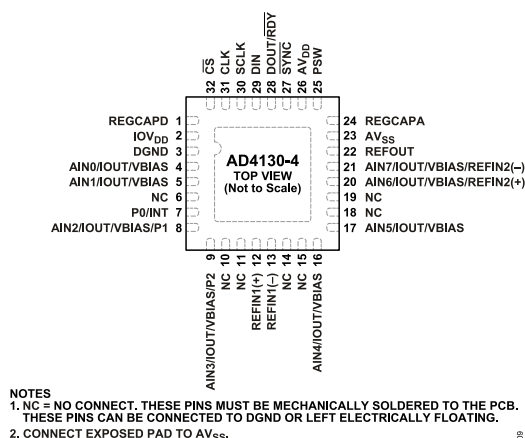 32 CS
31 CLK
30 SCLK
29 DIN
28 DOUT/RDY
27 SYNC
26 AVDD
25 PSW
REGCAPD 1
IOVDD 2
DGND 3
AIN0/IOUT/VBIAS 4
AIN1/IOUT/VBIAS 5
NC 6
P0/INT 7
AIN2/IOUT/VBIAS/P1 8
AD4130-4
TOP VIEW
(Not to Scale)
24 REGCAPA
23 AVSS
22 REFOUT
21 AIN7/IOUT/VBIAS/REFIN2(–)
20 AIN6/IOUT/VBIAS/REFIN2(+)
19 NC
18 NC
17 AIN5/IOUT/VBIAS
AIN3/IOUT/VBIAS/P2 9
NC 10
NC 11
REFIN1(+) 12
REFIN1(–) 13
NC 14
NC 15
AIN4/IOUT/VBIAS 16
NOTES
1. NC = NO CONNECT. THESE PINS MUST BE MECHANICALLY SOLDERED TO THE PCB.
THESE PINS CAN BE CONNECTED TO DGND OR LEFT ELECTRICALLY FLOATING.
2. CONNECT EXPOSED PAD TO AVSS.